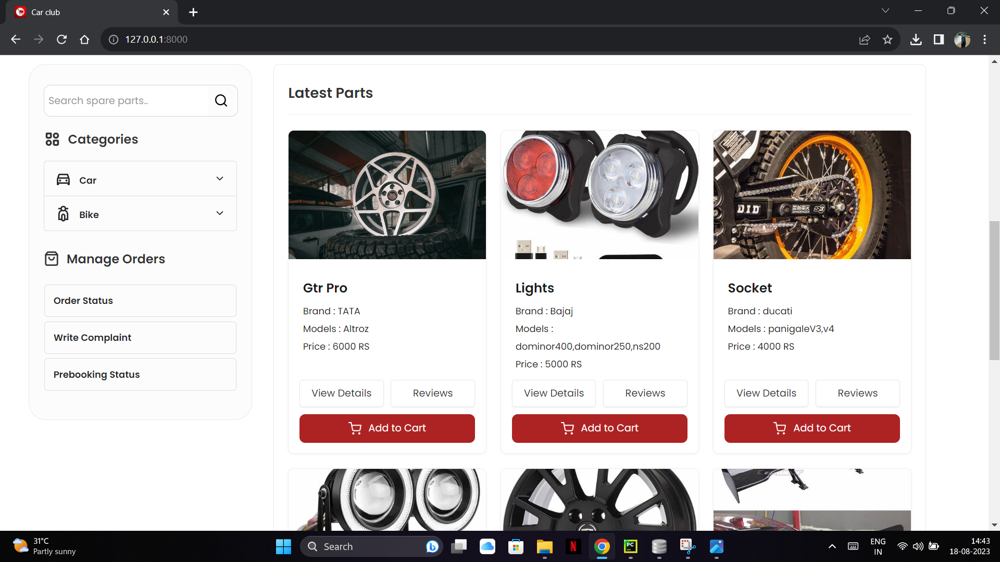 Car club
127.0.0.1:8000
Search spare parts..
Categories
Car
Bike
Manage Orders
Order Status
Write Complaint
Prebooking Status
Latest Parts
D.I.D
SHINDENGEN
Gtr Pro
Brand : TATA
Models : Altroz
Price : 6000 RS
View Details
Reviews
Add to Cart
Lights
Brand : Bajaj
Models :
dominor400,dominor250,ns200
Price : 5000 RS
View Details
Reviews
Add to Cart
Socket
Brand : ducati
Models : panigaleV3,v4
Price : 4000 RS
View Details
Reviews
Add to Cart
31°C
Partly sunny
Search
N
PC
ENG
IN
14:43
18-08-2023